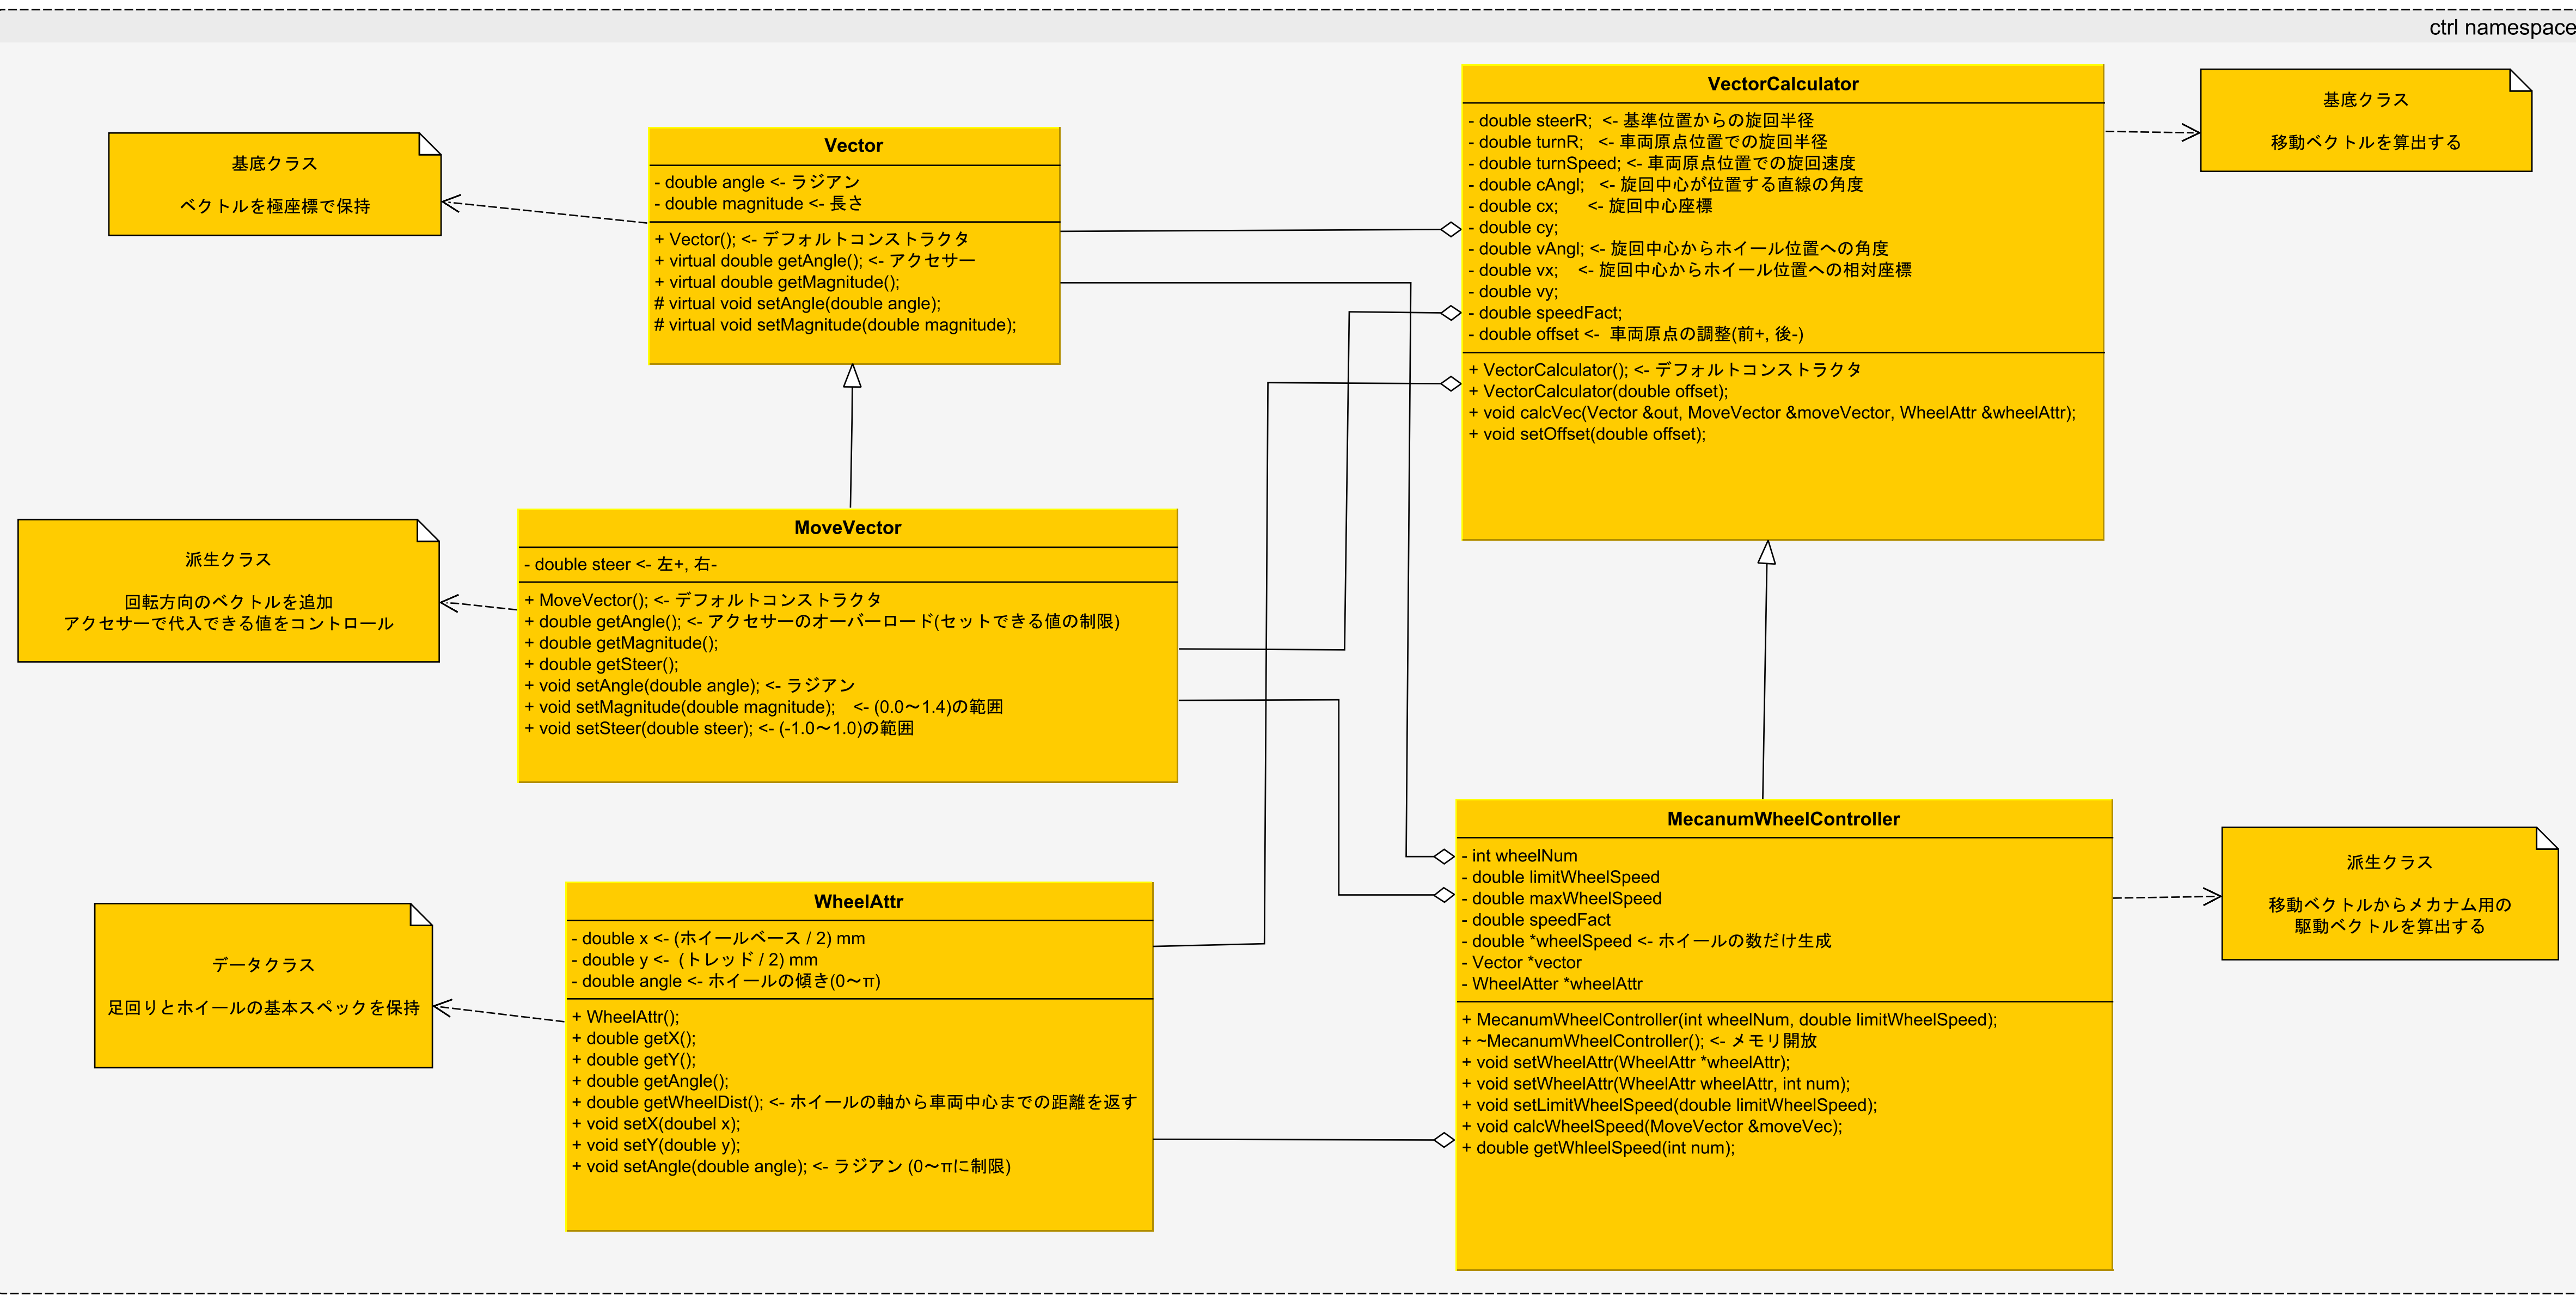 ctrl namespace
基底クラス
ベクトルを極座標で保持
Vector
- double angle <- ラジアン
- double magnitude <- 長さ
+ Vector(); <- デフォルトコンストラクタ
+ virtual double getAngle(); <- アクセサー
+ virtual double getMagnitude();
# virtual void setAngle(double angle);
# virtual void setMagnitude(double magnitude);
VectorCalculator
- double steerR;  <- 基準位置からの旋回半径
- double turnR;   <- 車両原点位置での旋回半径
- double turnSpeed; <- 車両原点位置での旋回速度
- double cAngl;   <- 旋回中心が位置する直線の角度
- double cx;      <- 旋回中心座標
- double cy;
- double vAngl; <- 旋回中心からホイール位置への角度
- double vx;    <- 旋回中心からホイール位置への相対座標
- double vy;
- double speedFact;
- double offset <-  車両原点の調整(前+, 後-)
+ VectorCalculator(); <- デフォルトコンストラクタ
+ VectorCalculator(double offset);
+ void calcVec(Vector &out, MoveVector &moveVector, WheelAttr &wheelAttr);
+ void setOffset(double offset);
基底クラス
移動ベクトルを算出する
派生クラス
回転方向のベクトルを追加
アクセサーで代入できる値をコントロール
MoveVector
- double steer <- 左+, 右-
+ MoveVector(); <- デフォルトコンストラクタ
+ double getAngle(); <- アクセサーのオーバーロード(セットできる値の制限)
+ double getMagnitude();
+ double getSteer();
+ void setAngle(double angle); <- ラジアン
+ void setMagnitude(double magnitude);   <- (0.0～1.4)の範囲
+ void setSteer(double steer); <- (-1.0～1.0)の範囲
データクラス
足回りとホイールの基本スペックを保持
WheelAttr
- double x <- (ホイールベース / 2) mm
- double y <-  (トレッド / 2) mm
- double angle <- ホイールの傾き(0～π)
+ WheelAttr();
+ double getX();
+ double getY();
+ double getAngle();
+ double getWheelDist(); <- ホイールの軸から車両中心までの距離を返す
+ void setX(doubel x);
+ void setY(double y);
+ void setAngle(double angle); <- ラジアン (0～πに制限)
MecanumWheelController
- int wheelNum
- double limitWheelSpeed
- double maxWheelSpeed
- double speedFact
- double *wheelSpeed <- ホイールの数だけ生成
- Vector *vector
- WheelAtter *wheelAttr
+ MecanumWheelController(int wheelNum, double limitWheelSpeed);
+ ~MecanumWheelController(); <- メモリ開放
+ void setWheelAttr(WheelAttr *wheelAttr);
+ void setWheelAttr(WheelAttr wheelAttr, int num);
+ void setLimitWheelSpeed(double limitWheelSpeed);
+ void calcWheelSpeed(MoveVector &moveVec);
+ double getWhleelSpeed(int num);
派生クラス
移動ベクトルからメカナム用の
駆動ベクトルを算出する